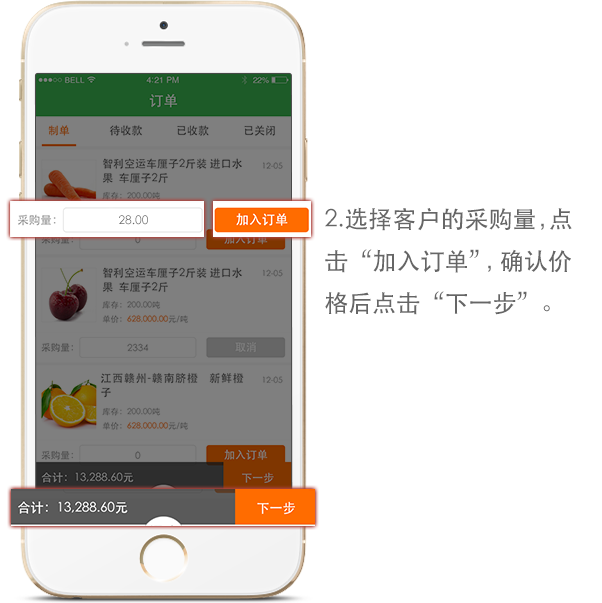 BELL
4:21 PM
22%
订单
制单
待收款
已收款
已关闭
智利空运车厘子2斤装 进口水
果 车厘子2斤
12-05
库存：200.00吨
采购量：
28.00
加入订单
采购量：
0
加入订单
智利空运车厘子2斤装 进口水
果 车厘子2斤
12-05
库存：200.00吨
单价：628,000.00元/吨
采购量：
2334
取消
江西赣州-赣南脐橙 新鲜橙
子
12-05
库存：200.00吨
单价：628,000.00元/吨
采购量：
0
加入订单
合计：13,288.60元
下一步
合计：13,288.60元
下一步
2.选择客户的采购量,点
击“加入订单”, 确认价
格后点击“下一步”。